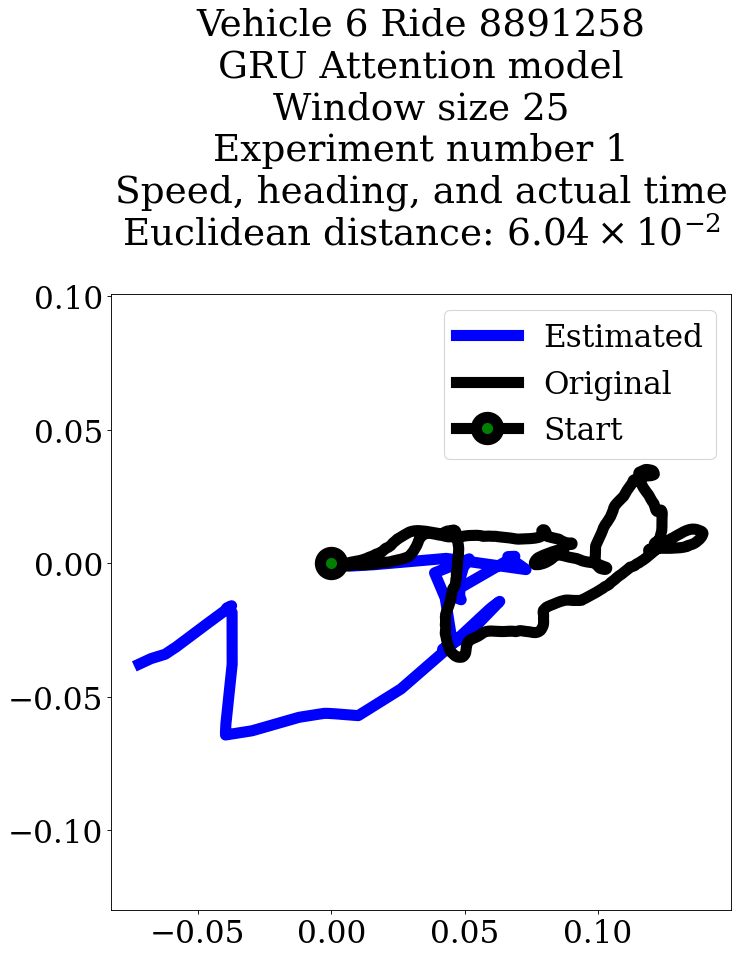 Vehicle 6 Ride 8891258
GRU Attention model
Window size 25
Experiment number 1
Speed, heading, and actual time
Euclidean distance: 6.04 × 10⁻²
Estimated
Original
Start
0.10
0.05
0.00
−0.05
−0.10
−0.05 0.00 0.05 0.10